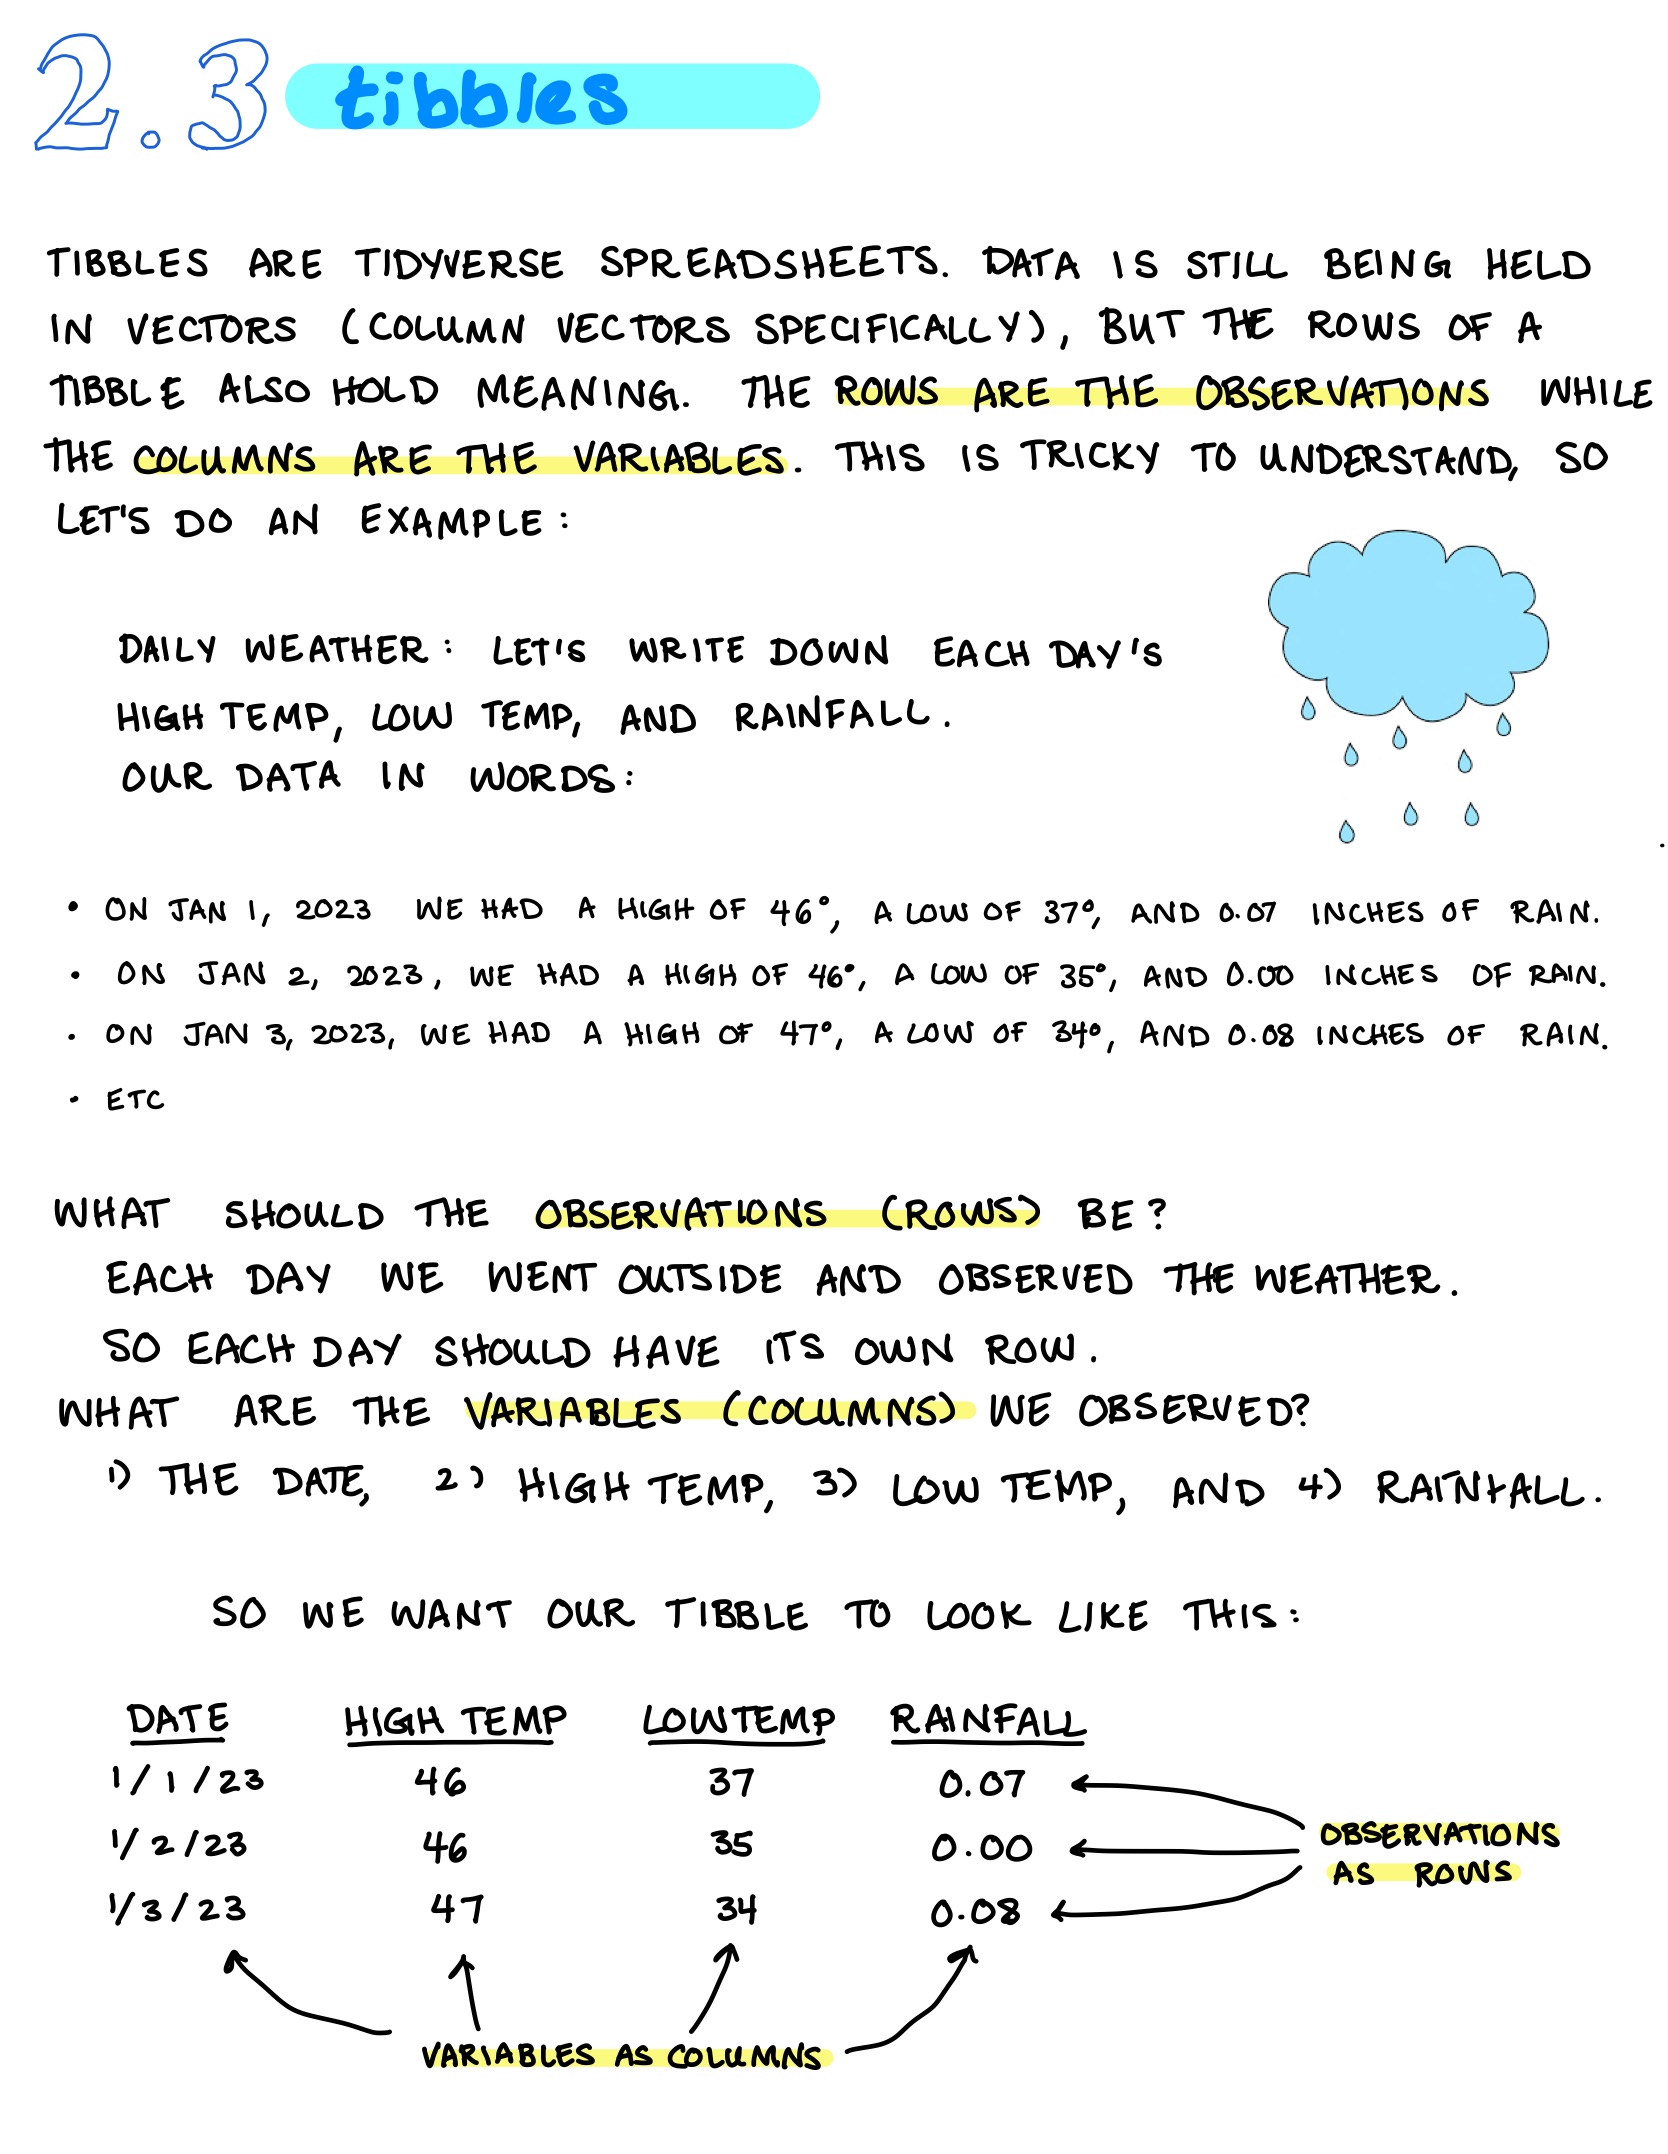 2.3 tibbles
TIBBLES ARE TIDYVERSE SPREADSHEETS. DATA IS STILL BEING HELD
IN VECTORS (COLUMN VECTORS SPECIFICALLY), BUT THE ROWS OF A
TIBBLE ALSO HOLD MEANING. THE ROWS ARE THE OBSERVATIONS WHILE
THE COLUMNS ARE THE VARIABLES. THIS IS TRICKY TO UNDERSTAND, SO
LET'S DO AN EXAMPLE:
DAILY WEATHER: LET'S WRITE DOWN EACH DAY'S
HIGH TEMP, LOW TEMP, AND RAINFALL.
OUR DATA IN WORDS:
• ON JAN 1, 2023 WE HAD A HIGH OF 46°, A LOW OF 37°, AND 0.07 INCHES OF RAIN.
• ON JAN 2, 2023, WE HAD A HIGH OF 46°, A LOW OF 35°, AND 0.00 INCHES OF RAIN.
• ON JAN 3, 2023, WE HAD A HIGH OF 47°, A LOW OF 34°, AND 0.08 INCHES OF RAIN.
• ETC
WHAT SHOULD THE OBSERVATIONS (ROWS) BE?
EACH DAY WE WENT OUTSIDE AND OBSERVED THE WEATHER.
SO EACH DAY SHOULD HAVE ITS OWN ROW.
WHAT ARE THE VARIABLES (COLUMNS) WE OBSERVED?
1) THE DATE, 2) HIGH TEMP, 3) LOW TEMP, AND 4) RAINFALL.
SO WE WANT OUR TIBBLE TO LOOK LIKE THIS:
DATE HIGH TEMP LOWTEMP RAINFALL
1/1/23 46 37 0.07
1/2/23 46 35 0.00
1/3/23 47 34 0.08
OBSERVATIONS
AS ROWS
VARIABLES AS COLUMNS